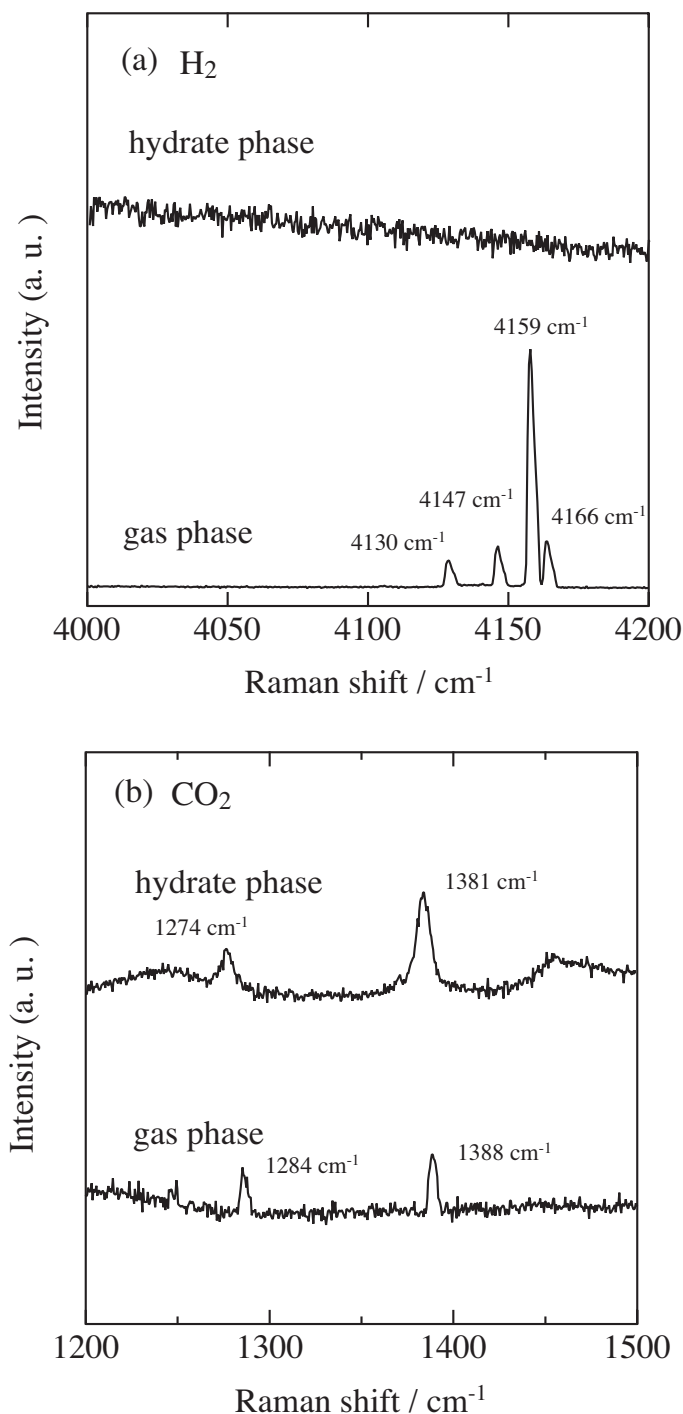 (a) H₂
hydrate phase
4159 cm⁻¹
4147 cm⁻¹
4166 cm⁻¹
gas phase
4130 cm⁻¹
Intensity (a. u. )
4000 4050 4100 4150 4200
Raman shift / cm⁻¹
(b) CO₂
hydrate phase
1381 cm⁻¹
1274 cm⁻¹
gas phase
1284 cm⁻¹
1388 cm⁻¹
Intensity (a. u. )
1200 1300 1400 1500
Raman shift / cm⁻¹